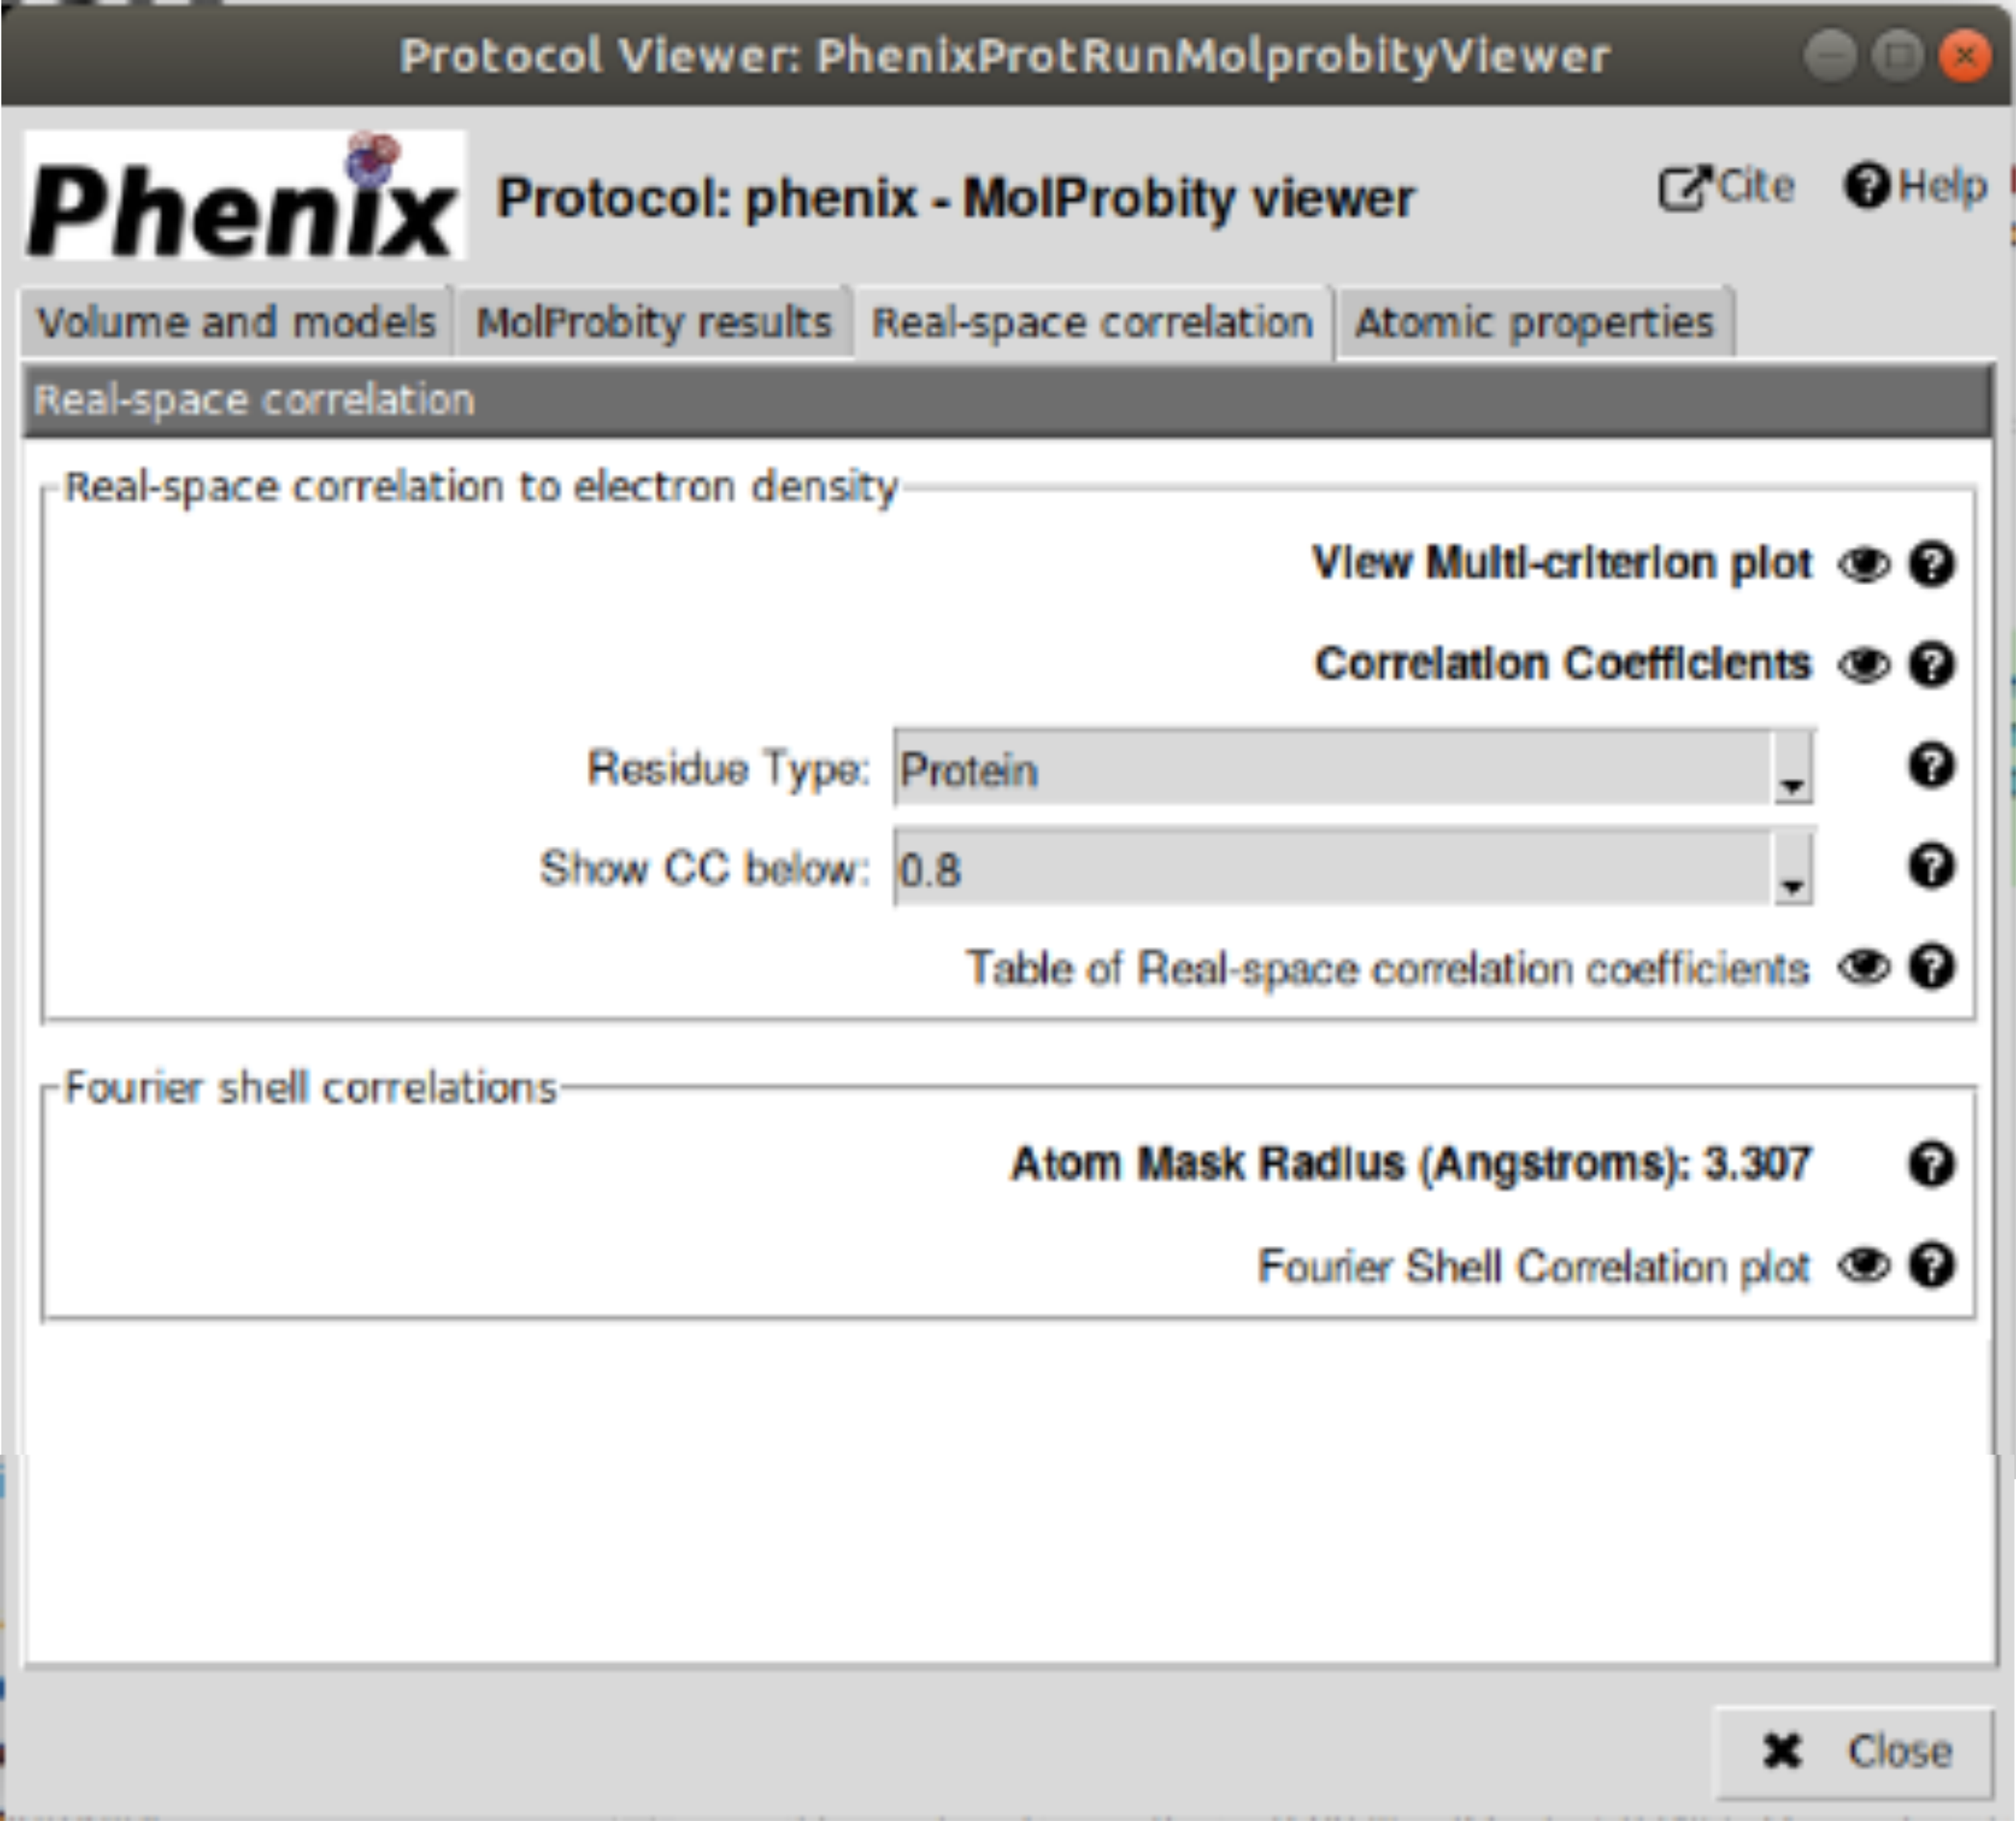 Protocol Viewer: PhenixProtRunMolprobityViewer
Phenix
Protocol: phenix - MolProbity viewer
Cite
Help
Volume and models
MolProbity results
Real-space correlation
Atomic properties
Real-space correlation
Real-space correlation to electron density
View Multi-criterion plot
Correlation Coefficients
Residue Type: Protein
Show CC below: 0.8
Table of Real-space correlation coefficients
Fourier shell correlations
Atom Mask Radius (Angstroms): 3.307
Fourier Shell Correlation plot
Close